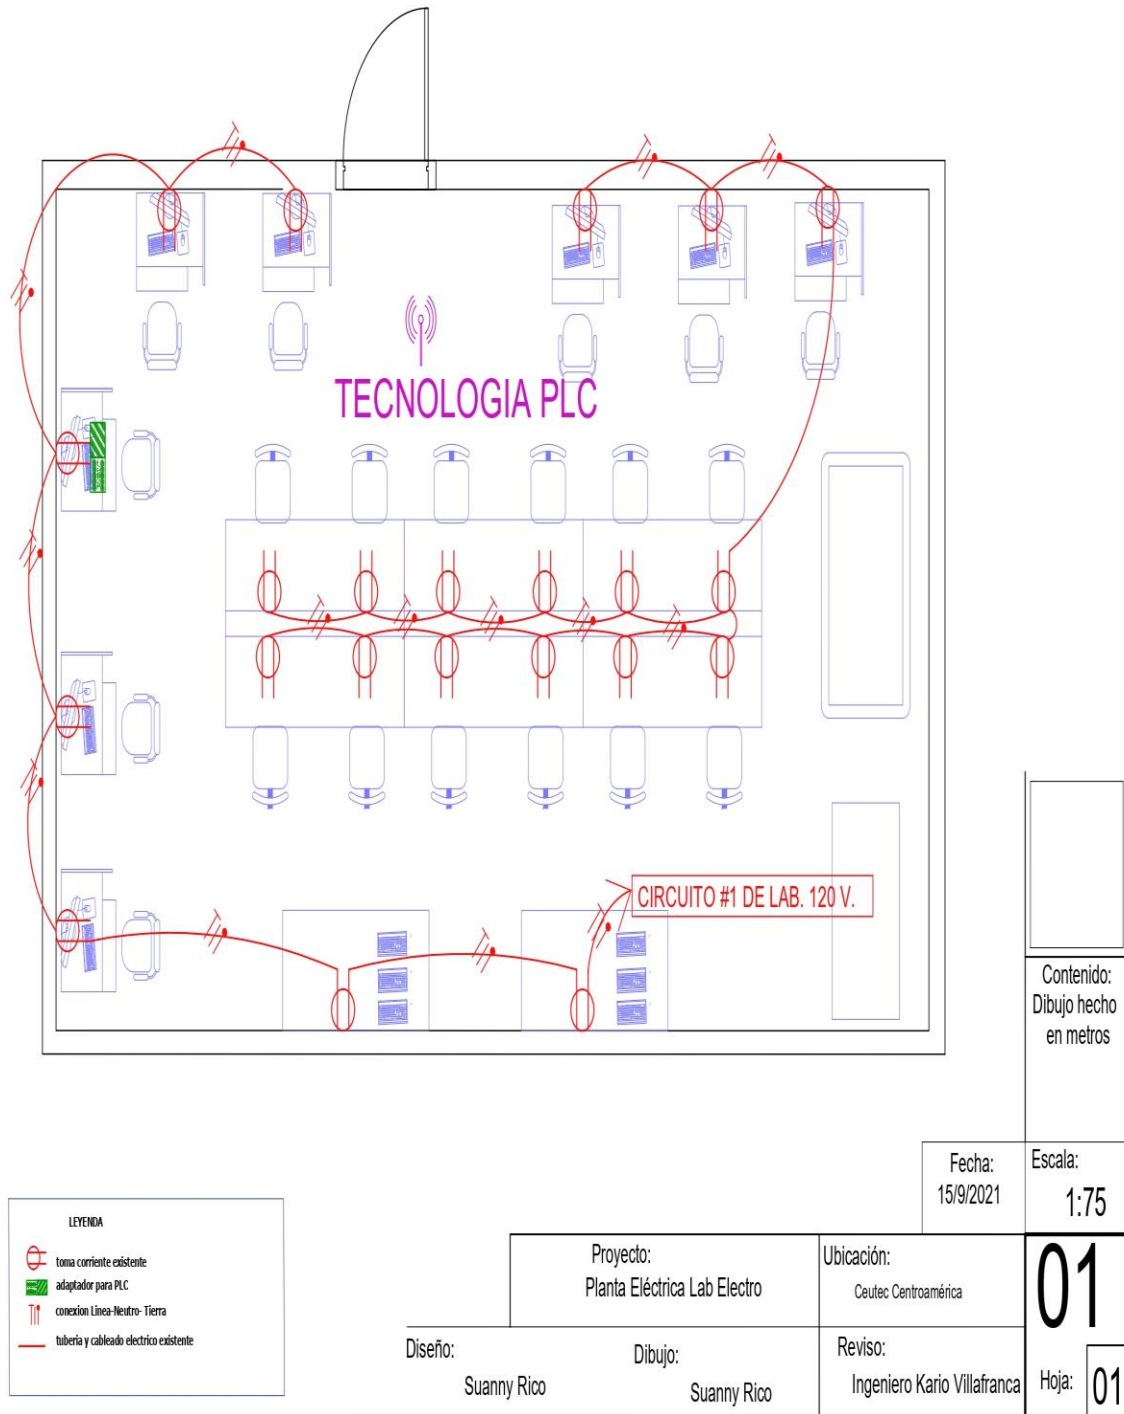 TECNOLOGIA PLC
CIRCUITO #1 DE LAB. 120 V.
Contenido:
Dibujo hecho
en metros
Fecha:
15/9/2021
Escala:
1:75
LEYENDA
toma corriente existente
adaptador para PLC
conexion Linea-Neutro- Tierra
tuberia y cableado electrico existente
Proyecto:
Planta Eléctrica Lab Electro
Ubicación:
Ceutec Centroamérica
01
Diseño:
Suanny Rico
Dibujo:
Suanny Rico
Reviso:
Ingeniero Kario Villafranca
Hoja:
01